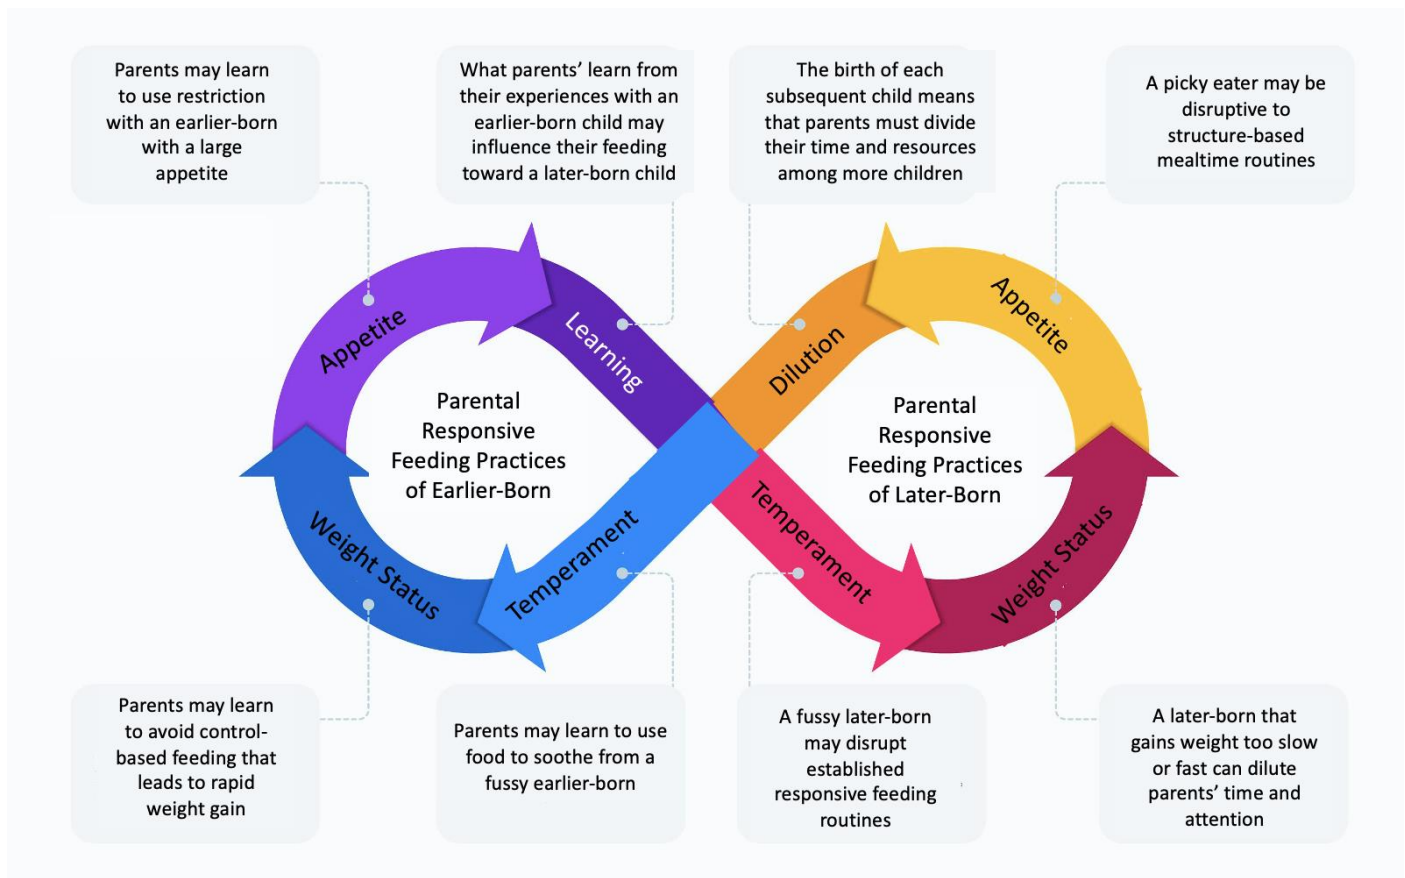 Parents may learn
to use restriction
with an earlier-born
with a large
appetite
What parents’ learn from
their experiences with an
earlier-born child may
influence their feeding
toward a later-born child
The birth of each
subsequent child means
that parents must divide
their time and resources
among more children
A picky eater may be
disruptive to
structure-based
mealtime routines
Appetite
Learning
Dilution
Appetite
Parental
Responsive
Feeding Practices
of Earlier-Born
Parental
Responsive
Feeding Practices
of Later-Born
Weight Status
Temperament
Temperament
Weight Status
Parents may learn
to avoid control-
based feeding that
leads to rapid
weight gain
Parents may learn to use
food to soothe from a
fussy earlier-born
A fussy later-born
may disrupt
established
responsive feeding
routines
A later-born that
gains weight too slow
or fast can dilute
parents’ time and
attention